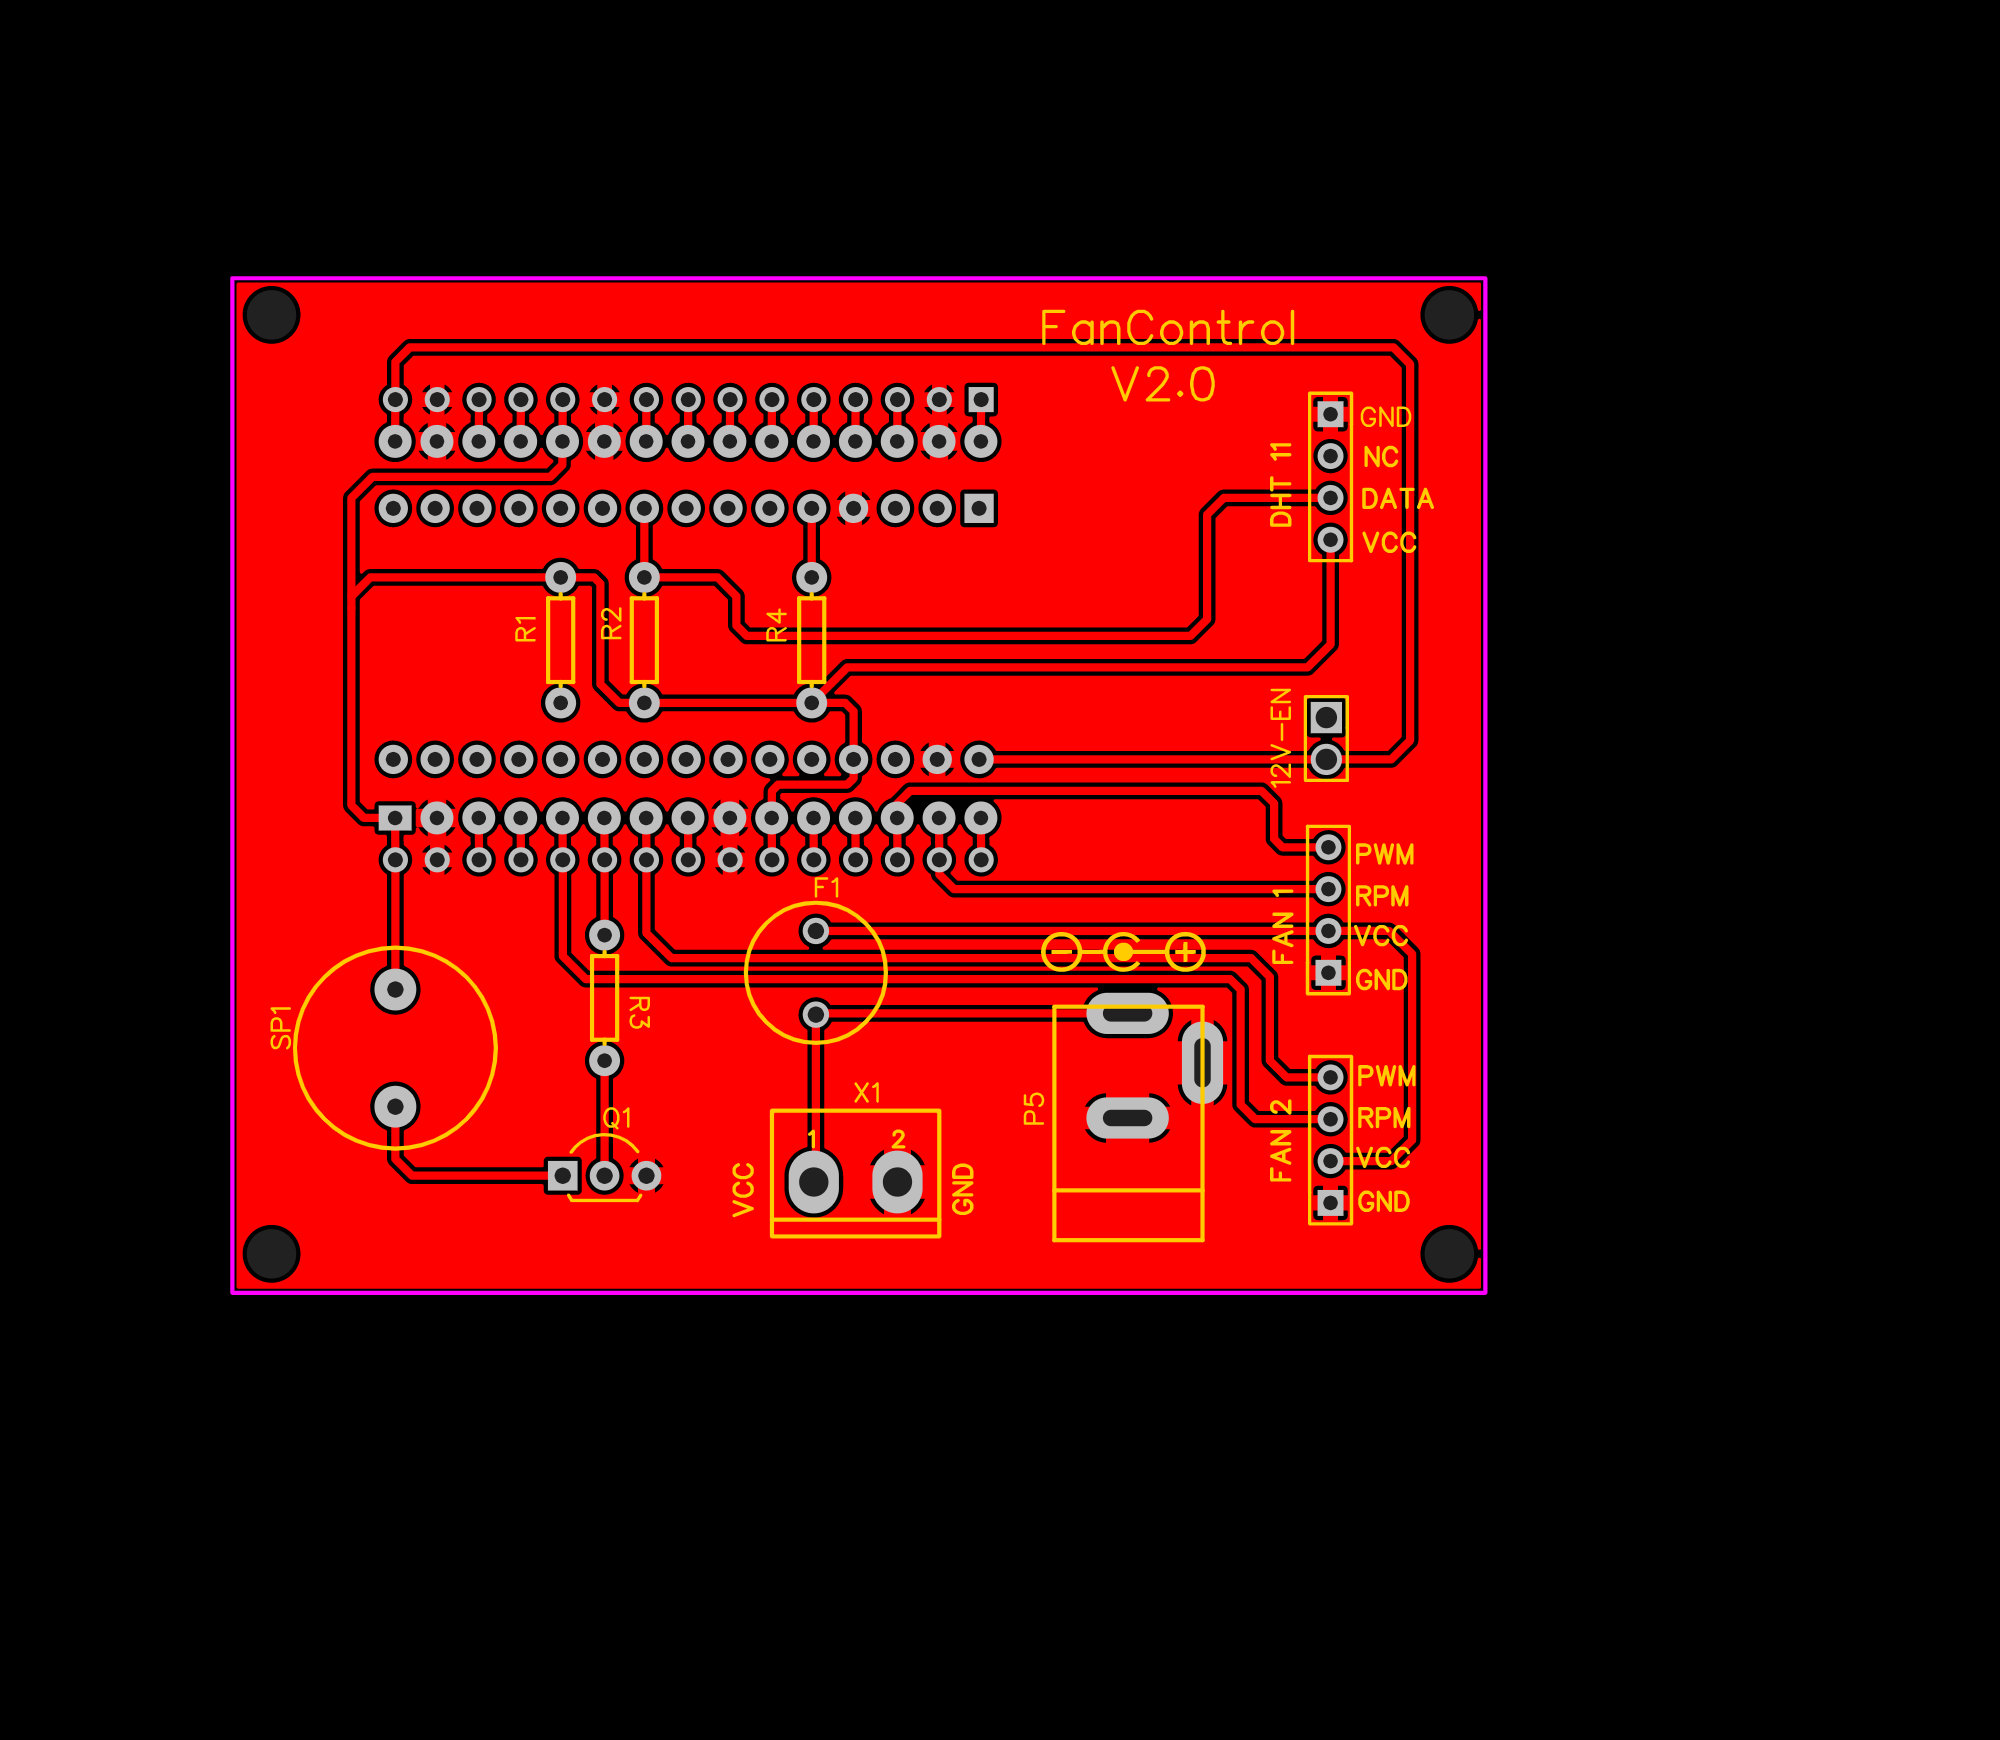 FanControl
V2.0
GND
NC
DATA
VCC
DHT 11
R1
R2
R4
12V-EN
PWM
RPM
VCC
GND
FAN 1
F1
SP1
R3
Q1
X1
1
2
VCC
GND
P5
PWM
RPM
VCC
GND
FAN 2